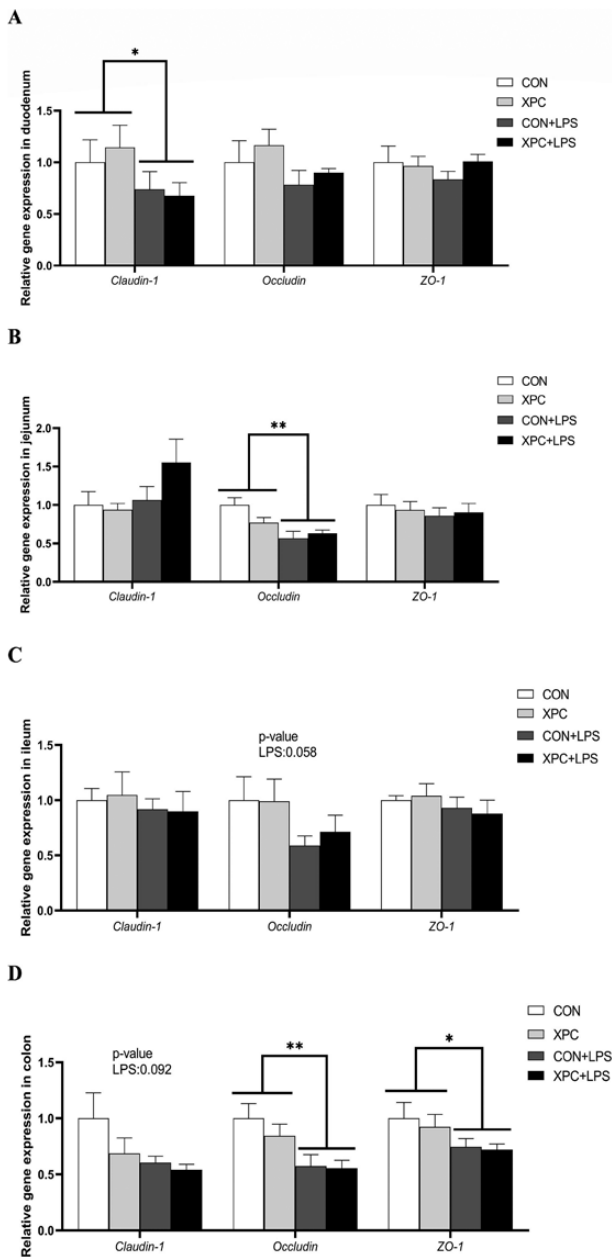 A
*
CON
XPC
CON+LPS
XPC+LPS
Relative gene expression in duodenum
1.5
1.0
0.5
0.0
Claudin-1
Occludin
ZO-1
B
**
CON
XPC
CON+LPS
XPC+LPS
Relative gene expression in jejunum
2.0
1.5
1.0
0.5
0.0
Claudin-1
Occludin
ZO-1
C
CON
XPC
CON+LPS
XPC+LPS
p-value
LPS:0.058
Relative gene expression in ileum
1.5
1.0
0.5
0.0
Claudin-1
Occludin
ZO-1
D
CON
XPC
CON+LPS
XPC+LPS
p-value
LPS:0.092
**
*
Relative gene expression in colon
1.5
1.0
0.5
0.0
Claudin-1
Occludin
ZO-1